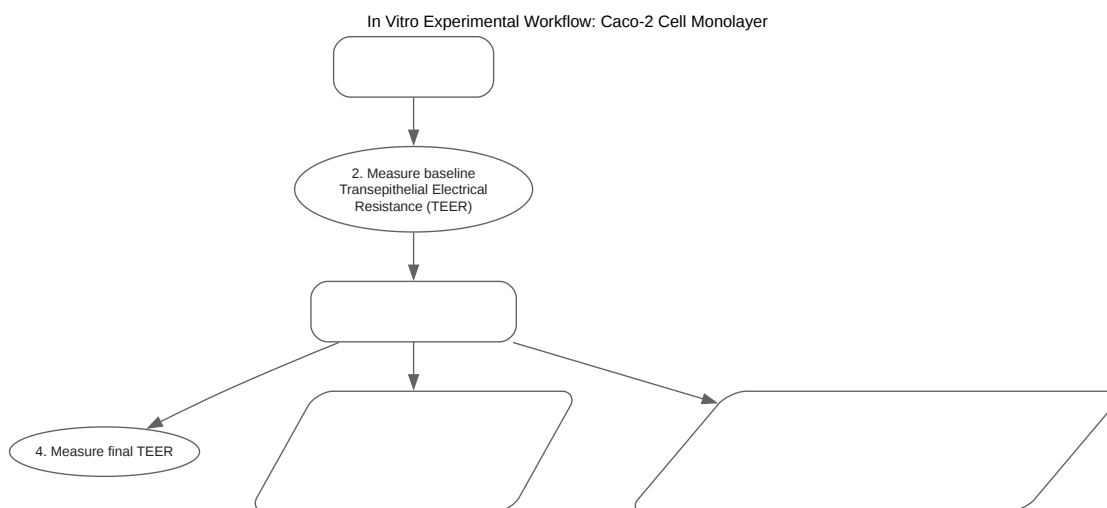 In Vitro Experimental Workflow: Caco-2 Cell Monolayer
2. Measure baseline
Transepithelial Electrical
Resistance (TEER)
4. Measure final TEER